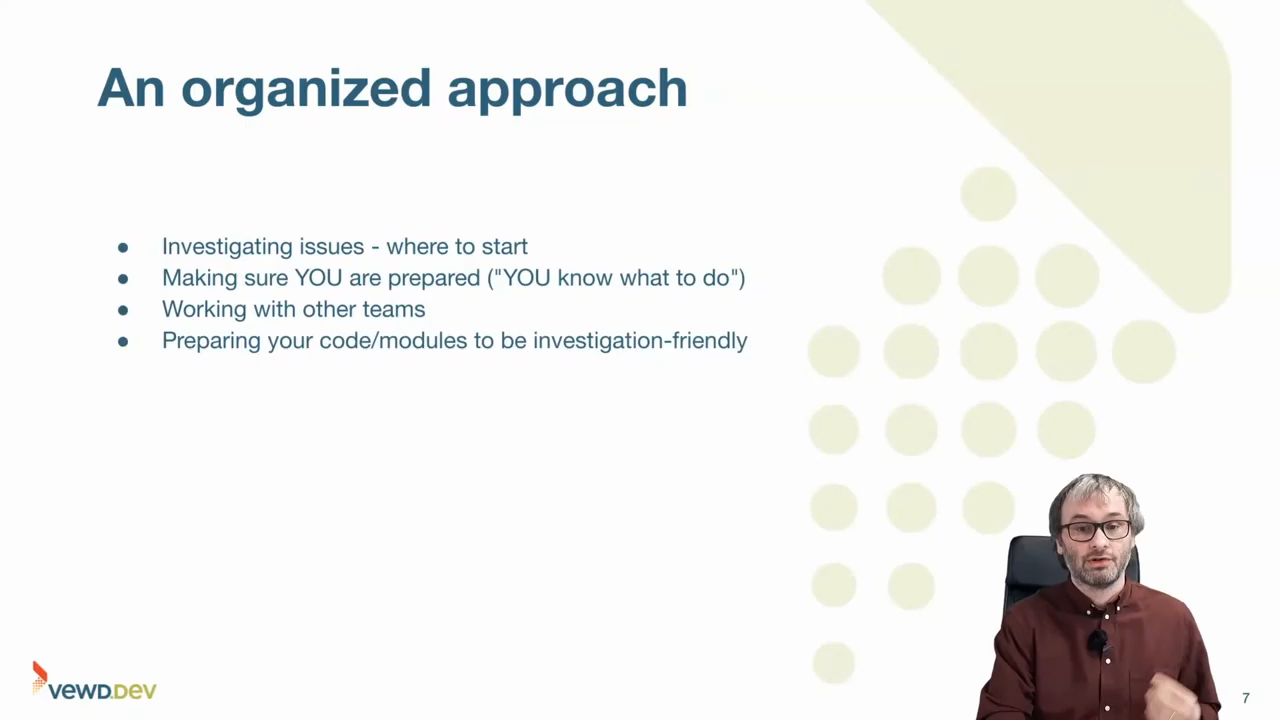 An organized approach
● Investigating issues - where to start
● Making sure YOU are prepared ("YOU know what to do")
● Working with other teams
● Preparing your code/modules to be investigation-friendly
VEWD.DEV
7